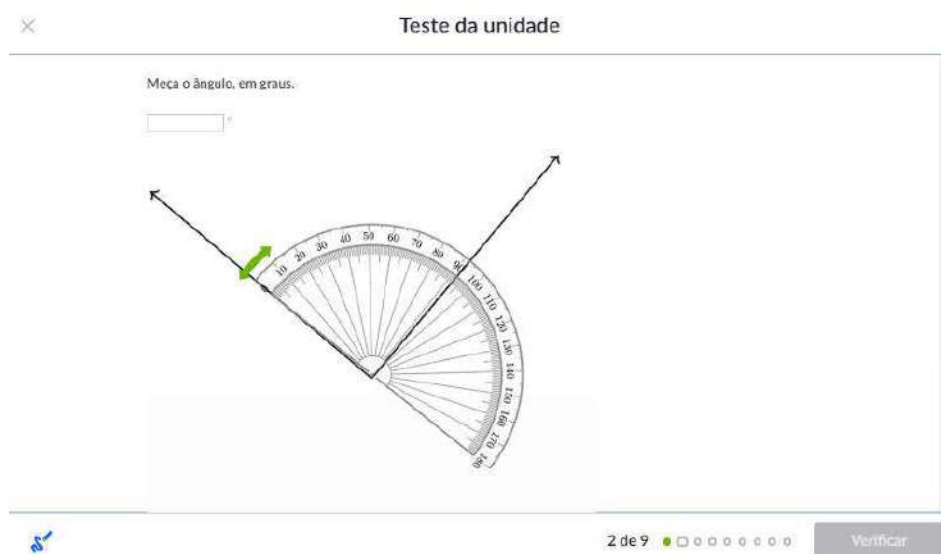 Teste da unidade
Meça o ângulo, em graus.
°
0 10 20 30 40 50 60 70 80 90 100 110 120 130 140 150 160 170 180
2 de 9
Verificar